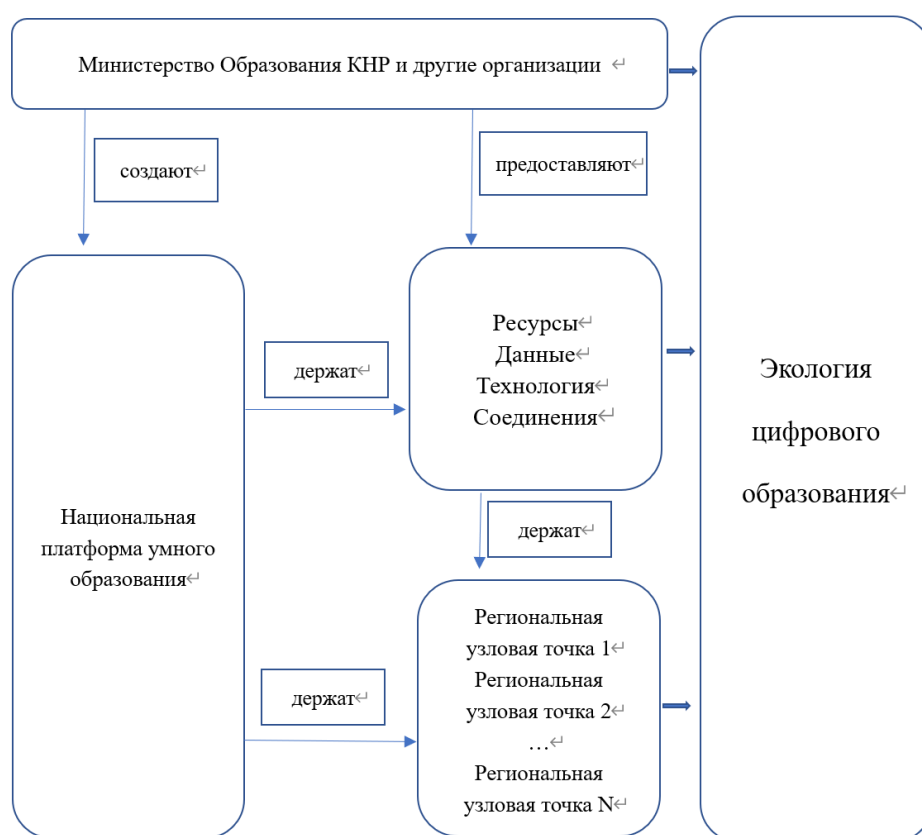 Министерство Образования КНР и другие организации ↵
создают↵
предоставляют↵
Ресурсы↵
Данные↵
Технология↵
Соединения↵
держат↵
Экология
цифрового
образования↵
Национальная
платформа умного
образования↵
держат↵
Региональная
узловая точка 1↵
Региональная
узловая точка 2↵
…↵
Региональная
узловая точка N↵
держат↵